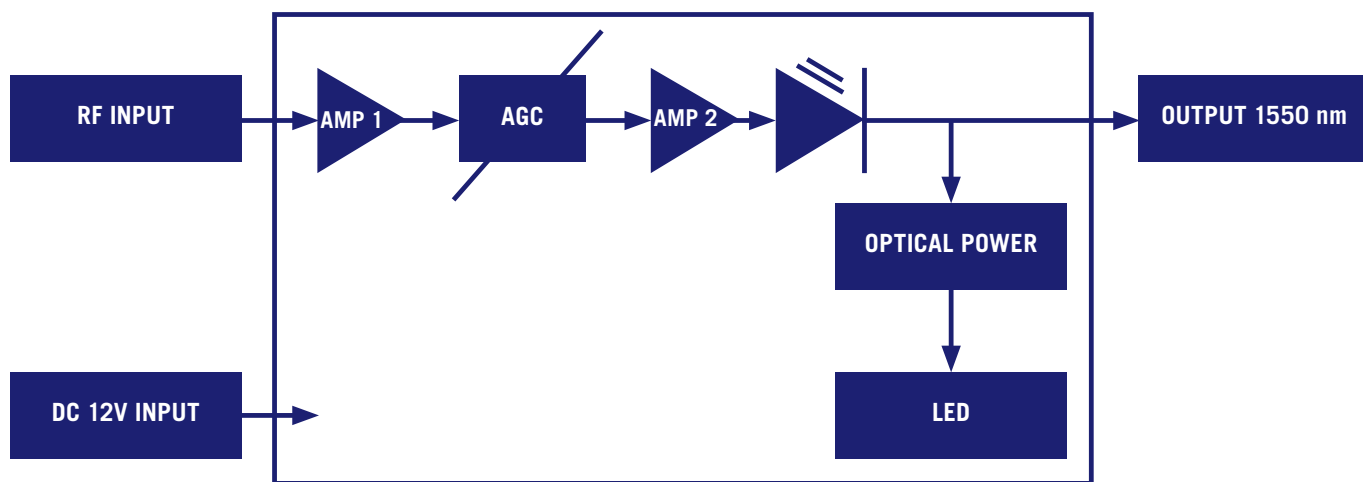 RF INPUT
AMP 1
AGC
AMP 2
OUTPUT 1550 nm
OPTICAL POWER
DC 12V INPUT
LED